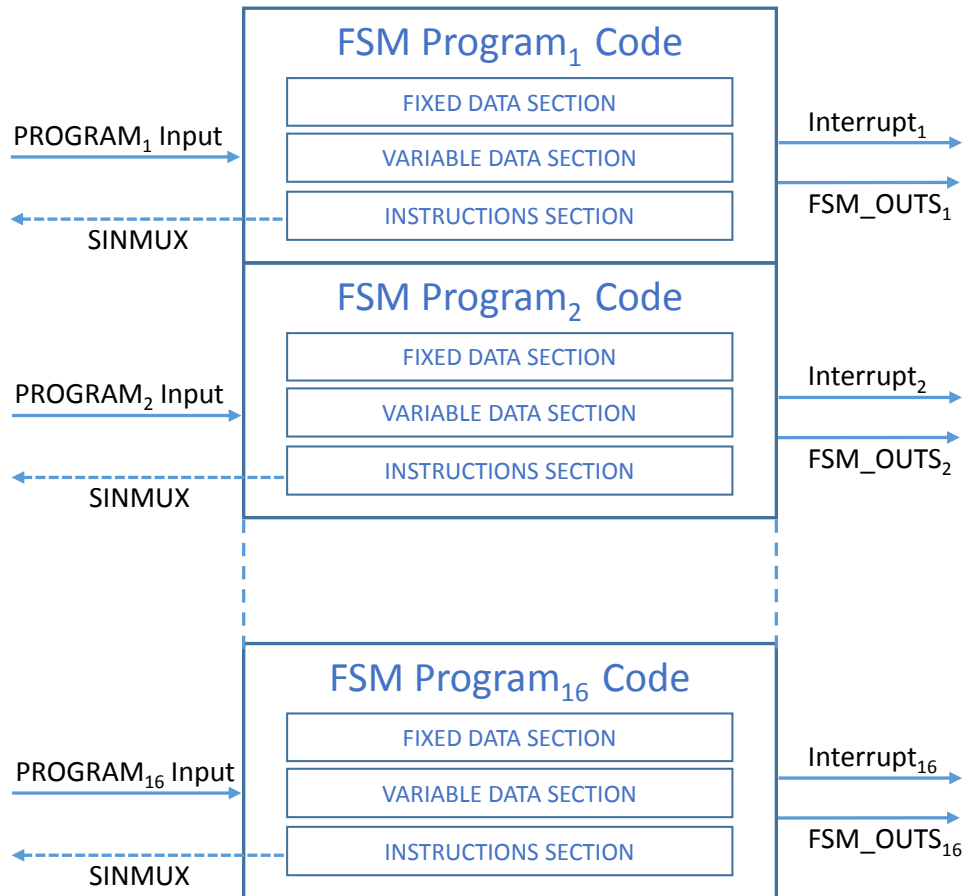 FSM Program₁ Code
FIXED DATA SECTION
PROGRAM₁ Input
VARIABLE DATA SECTION
Interrupt₁
INSTRUCTIONS SECTION
FSM_OUTS₁
SINMUX
FSM Program₂ Code
FIXED DATA SECTION
PROGRAM₂ Input
VARIABLE DATA SECTION
Interrupt₂
INSTRUCTIONS SECTION
FSM_OUTS₂
SINMUX
FSM Program₁₆ Code
FIXED DATA SECTION
PROGRAM₁₆ Input
VARIABLE DATA SECTION
Interrupt₁₆
INSTRUCTIONS SECTION
FSM_OUTS₁₆
SINMUX